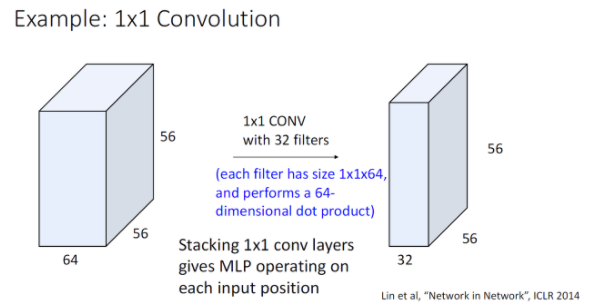 Example: 1x1 Convolution
56
56
64
1x1 CONV
with 32 filters
(each filter has size 1x1x64,
and performs a 64-
dimensional dot product)
Stacking 1x1 conv layers
gives MLP operating on
each input position
56
56
32
Lin et al, “Network in Network”, ICLR 2014